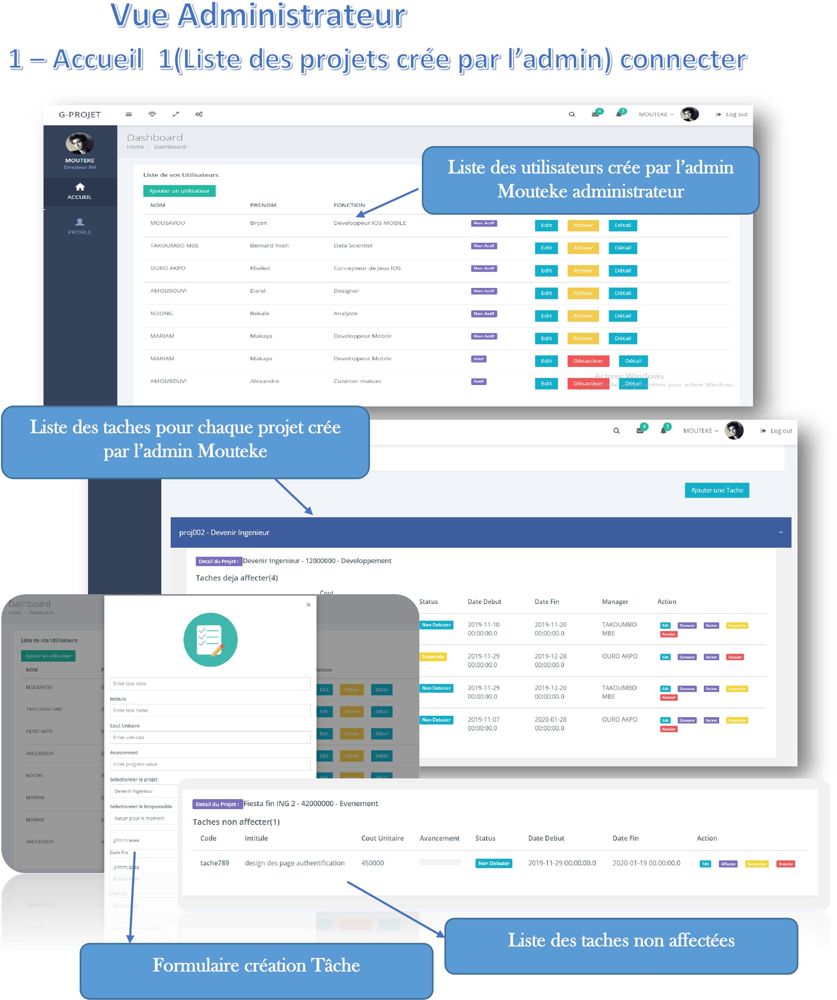 Vue Administrateur
1 – Accueil 1(Liste des projets crée par l'admin) connecter
G-PROJET
4
3
MOUTEKE
Log out
MOUTEKE
Directeur RH
ACCUEIL
PROFILE
Dashboard
Home / Dashboard-
Liste des utilisateurs crée par l'admin
Mouteke administrateur
Liste de vos Utilisateurs
Ajouter un utilisateur
NOM PRENOM FONCTION
MOUSAVOU Bryan Developpeur IOS MOBILE Non Actif Edit Activer Détail
TAKOUMBO MBE Bernard Yvan Data Scientist Non Actif Edit Activer Détail
OURO AKPO Khaled Concepteur de Jeux IOS Non Actif Edit Activer Détail
AMOUSOUVI Darel Designer Non Actif Edit Activer Détail
NDONG Bekale Analyste Non Actif Edit Activer Détail
MARIAM Makaya Developpeur Mobile Non Actif Edit Activer Détail
MARIAM Makaya Developpeur Mobile Actif Edit Désactiver Détail
AMOUSOUVI Alexandre Cuisinier maison Actif Edit Désactiver Détail
Activer Windows
pour activer Windows.
Liste des taches pour chaque projet crée
par l'admin Mouteke
4
3
MOUTEKE
Log out
Ajouter une Tache
proj002 - Devenir Ingenieur –
Detail du Projet : Devenir Ingenieur - 12000000 - Developpement
Taches deja affecter(4)
Cout
Status Date Debut Date Fin Manager Action
Non Debuter 2019-11-10 00:00:00.0 2019-11-20 00:00:00.0 TAKOUMBO MBE Edit Demarer Retirer Suspendre Annuler
Suspendu 2019-11-29 00:00:00.0 2019-12-28 00:00:00.0 OURO AKPO Edit Demarer Retirer Annuler
Non Debuter 2019-11-29 00:00:00.0 2019-12-20 00:00:00.0 TAKOUMBO MBE Edit Demarer Retirer Suspendre Annuler
Non Debuter 2019-11-07 00:00:00.0 2020-01-28 00:00:00.0 OURO AKPO Edit Demarer Retirer Suspendre Annuler
Dashboard
Home / Dashboard-
Liste de vos Utilisateurs
Ajouter un utilisateur
NOM P Actions
MOUSAVOU B Edit Activer Détail
TAKOUMBO MBE B Edit Activer Détail
OURO AKPO K Edit Activer Détail
AMOUSOUVI D Edit Activer Détail
NDONG B Edit Activer Détail
MARIAM M
MARIAM M
AMOUSOUVI A
×
Enter task code
Intitule
Enter task name
Cout Unitaire
Enter unit cost
Avancement
Enter progress value
Selectionner le projet
Devenir Ingenieur
Selectionner le Responsable
Aucun pour le moment
jj/mm/aaaa
Date Fin
jj/mm/aaaa
Detail du Projet : Fiesta fin ING 2 - 42000000 - Evenement
Taches non affecter(1)
Code Intitule Cout Unitaire Avancement Status Date Debut Date Fin Action
tache789 design des page authentification 450000 Non Debuter 2019-11-29 00:00:00.0 2020-01-19 00:00:00.0 Edit Affecter Suspendre Annuler
Liste des taches non affectées
Formulaire création Tâche